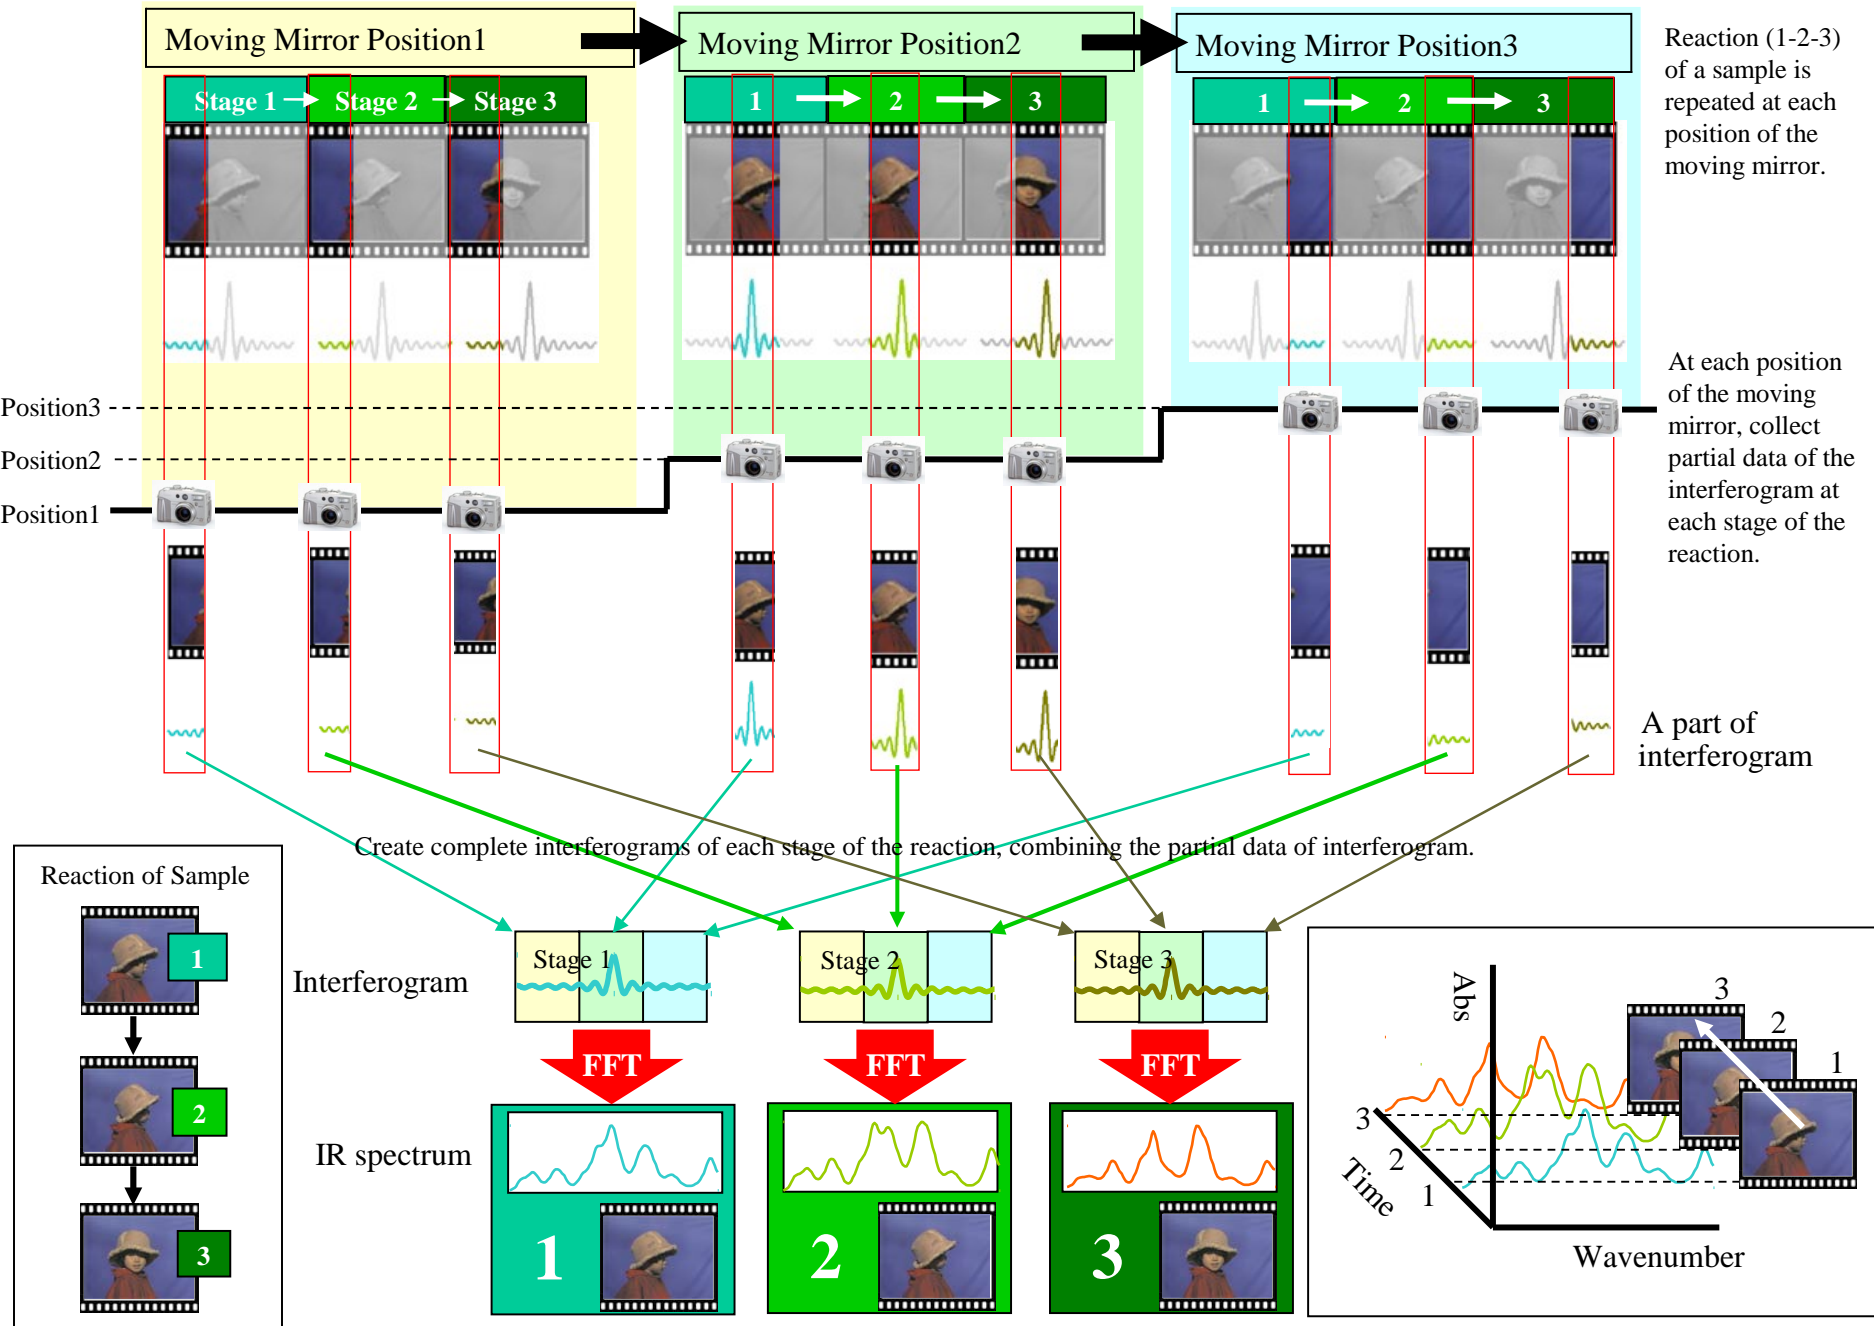 Moving Mirror Position1
Moving Mirror Position2
Moving Mirror Position3
Reaction (1-2-3)
of a sample is
repeated at each
position of the
moving mirror.
Stage 1
Stage 2
Stage 3
1
2
3
1
2
3
At each position
of the moving
mirror, collect
partial data of the
interferogram at
each stage of the
reaction.
Position3
Position2
Position1
A part of
interferogram
Create complete interferograms of each stage of the reaction, combining the partial data of interferogram.
Reaction of Sample
1
2
3
Interferogram
Stage 1
Stage 2
Stage 3
FFT
FFT
FFT
IR spectrum
1
2
3
Abs
3
2
1
3
2
1
Time
Wavenumber